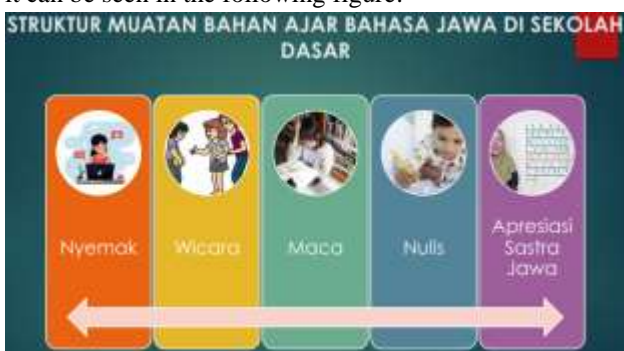 it can be seen in the following figure:
STRUKTUR MUATAN BAHAN AJAR BAHASA JAWA DI SEKOLAH
DASAR
Nyemak
Wicara
Maca
Nulis
Apresiasi
Sastra
Jawa